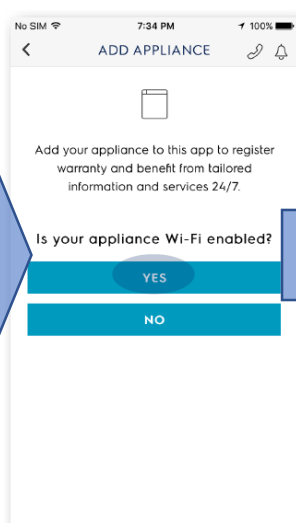 No SIM 7:34 PM 100%
ADD APPLIANCE
Add your appliance to this app to register
warranty and benefit from tailored
information and services 24/7.
Is your appliance Wi-Fi enabled?
YES
NO